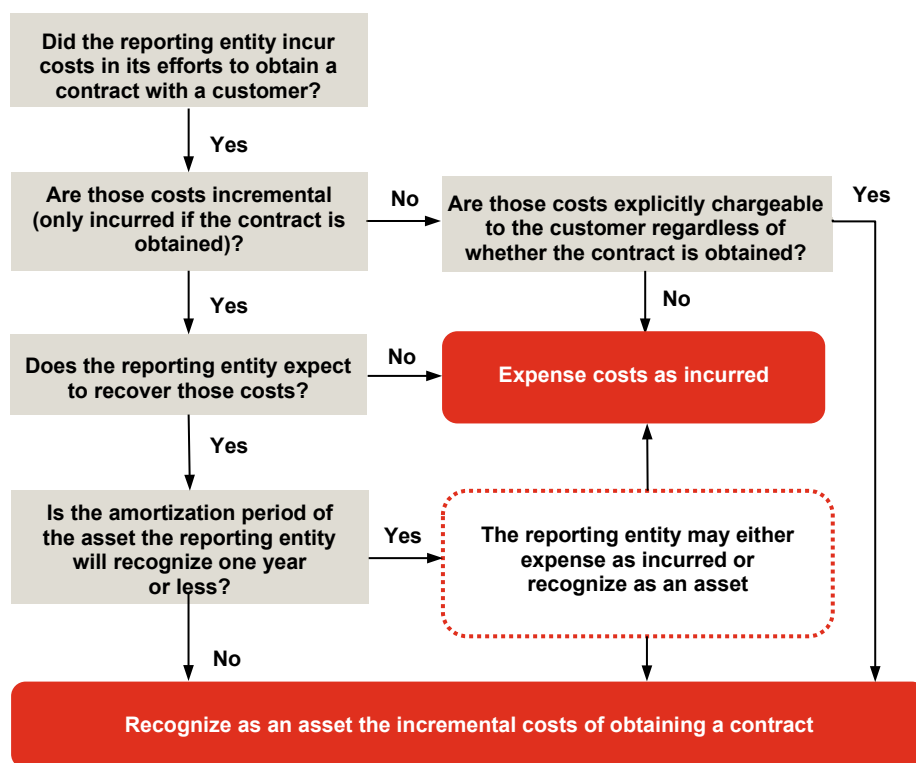 Did the reporting entity incur
costs in its efforts to obtain a
contract with a customer?
Yes
Are those costs incremental
(only incurred if the contract is
obtained)?
No
Are those costs explicitly chargeable
to the customer regardless of
whether the contract is obtained?
Yes
Yes
No
Does the reporting entity expect
to recover those costs?
No
Expense costs as incurred
Yes
Is the amortization period of
the asset the reporting entity
will recognize one year
or less?
Yes
The reporting entity may either
expense as incurred or
recognize as an asset
No
Recognize as an asset the incremental costs of obtaining a contract